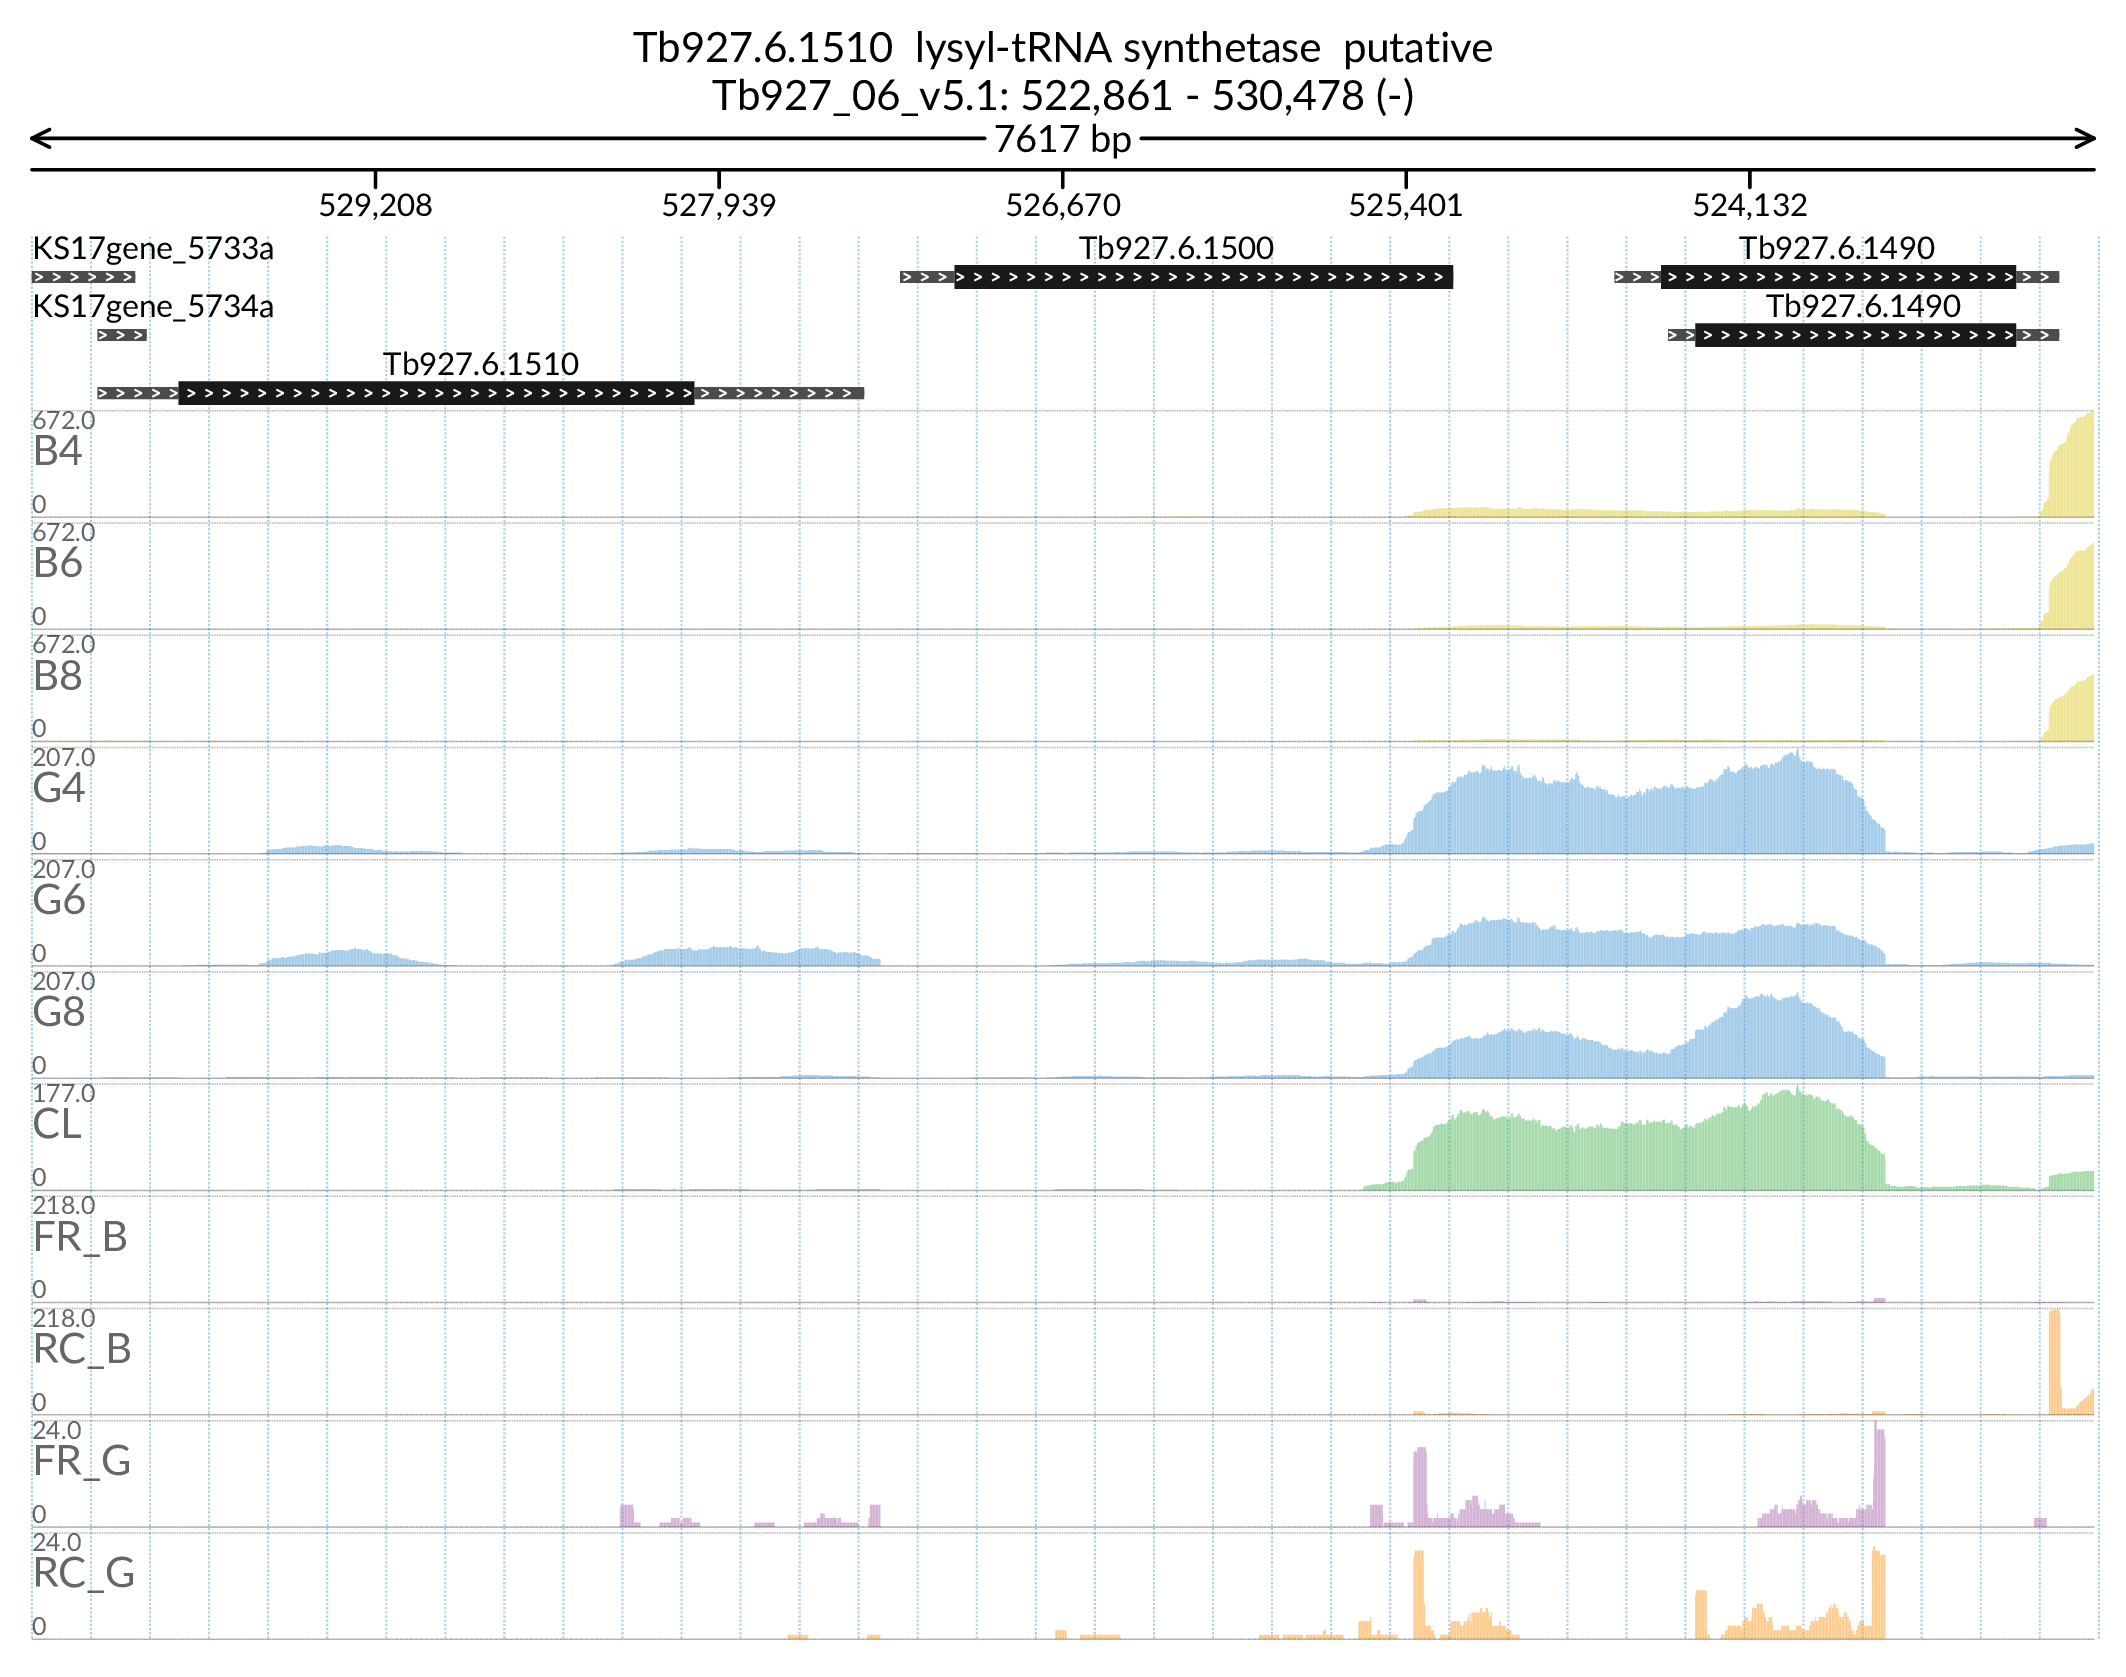 Tb927.6.1510 lysyl-tRNA synthetase putative
Tb927_06_v5.1: 522,861 - 530,478 (-)
7617 bp
529,208 527,939 526,670 525,401 524,132
KS17gene_5733a Tb927.6.1500 Tb927.6.1490
KS17gene_5734a Tb927.6.1490
Tb927.6.1510
672.0
B4
0
672.0
B6
0
672.0
B8
0
207.0
G4
0
207.0
G6
0
207.0
G8
0
177.0
CL
0
218.0
FR_B
0
218.0
RC_B
0
24.0
FR_G
0
24.0
RC_G
0